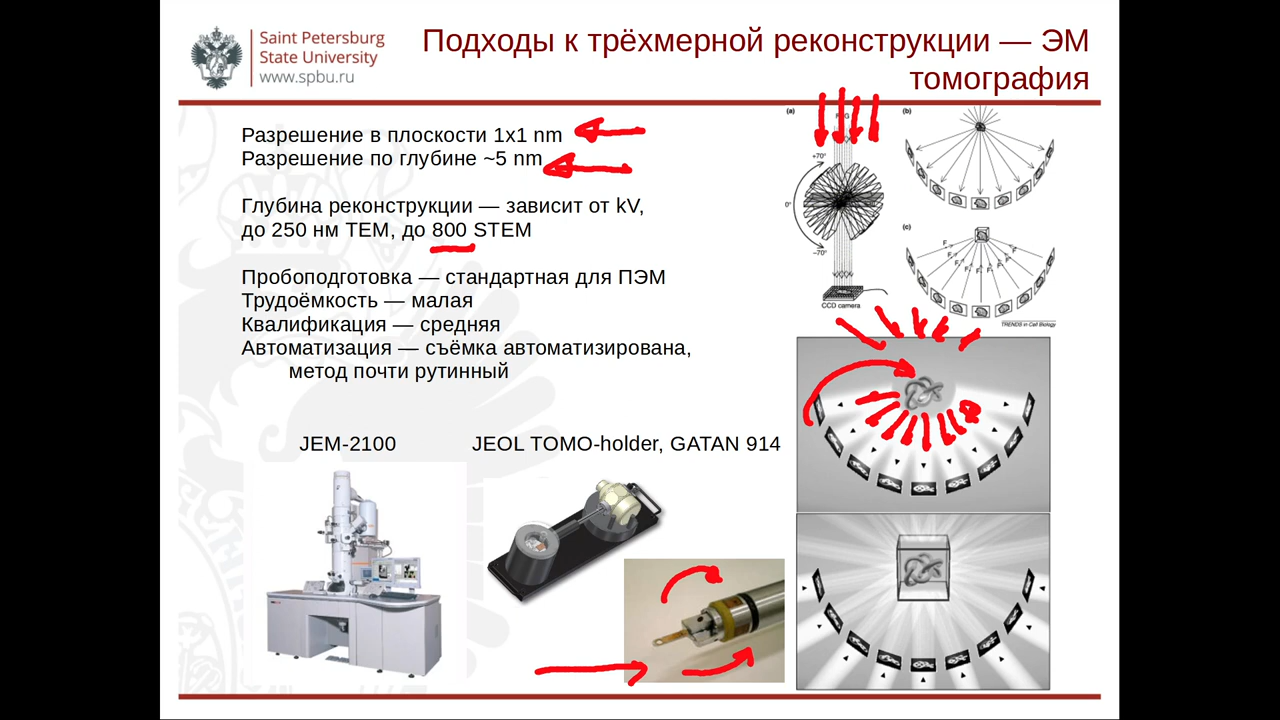 Saint Petersburg
State University
www.spbu.ru
Подходы к трёхмерной реконструкции — ЭМ
томография
Разрешение в плоскости 1x1 nm
Разрешение по глубине ~5 nm
Глубина реконструкции — зависит от kV,
до 250 нм TEM, до 800 STEM
Пробоподготовка — стандартная для ПЭМ
Трудоёмкость — малая
Квалификация — средняя
Автоматизация — съёмка автоматизирована,
метод почти рутинный
JEM-2100
JEOL TOMO-holder, GATAN 914
(a)
+70°
0°
−70°
CCD camera
(b)
(c)
TRENDS in Cell Biology